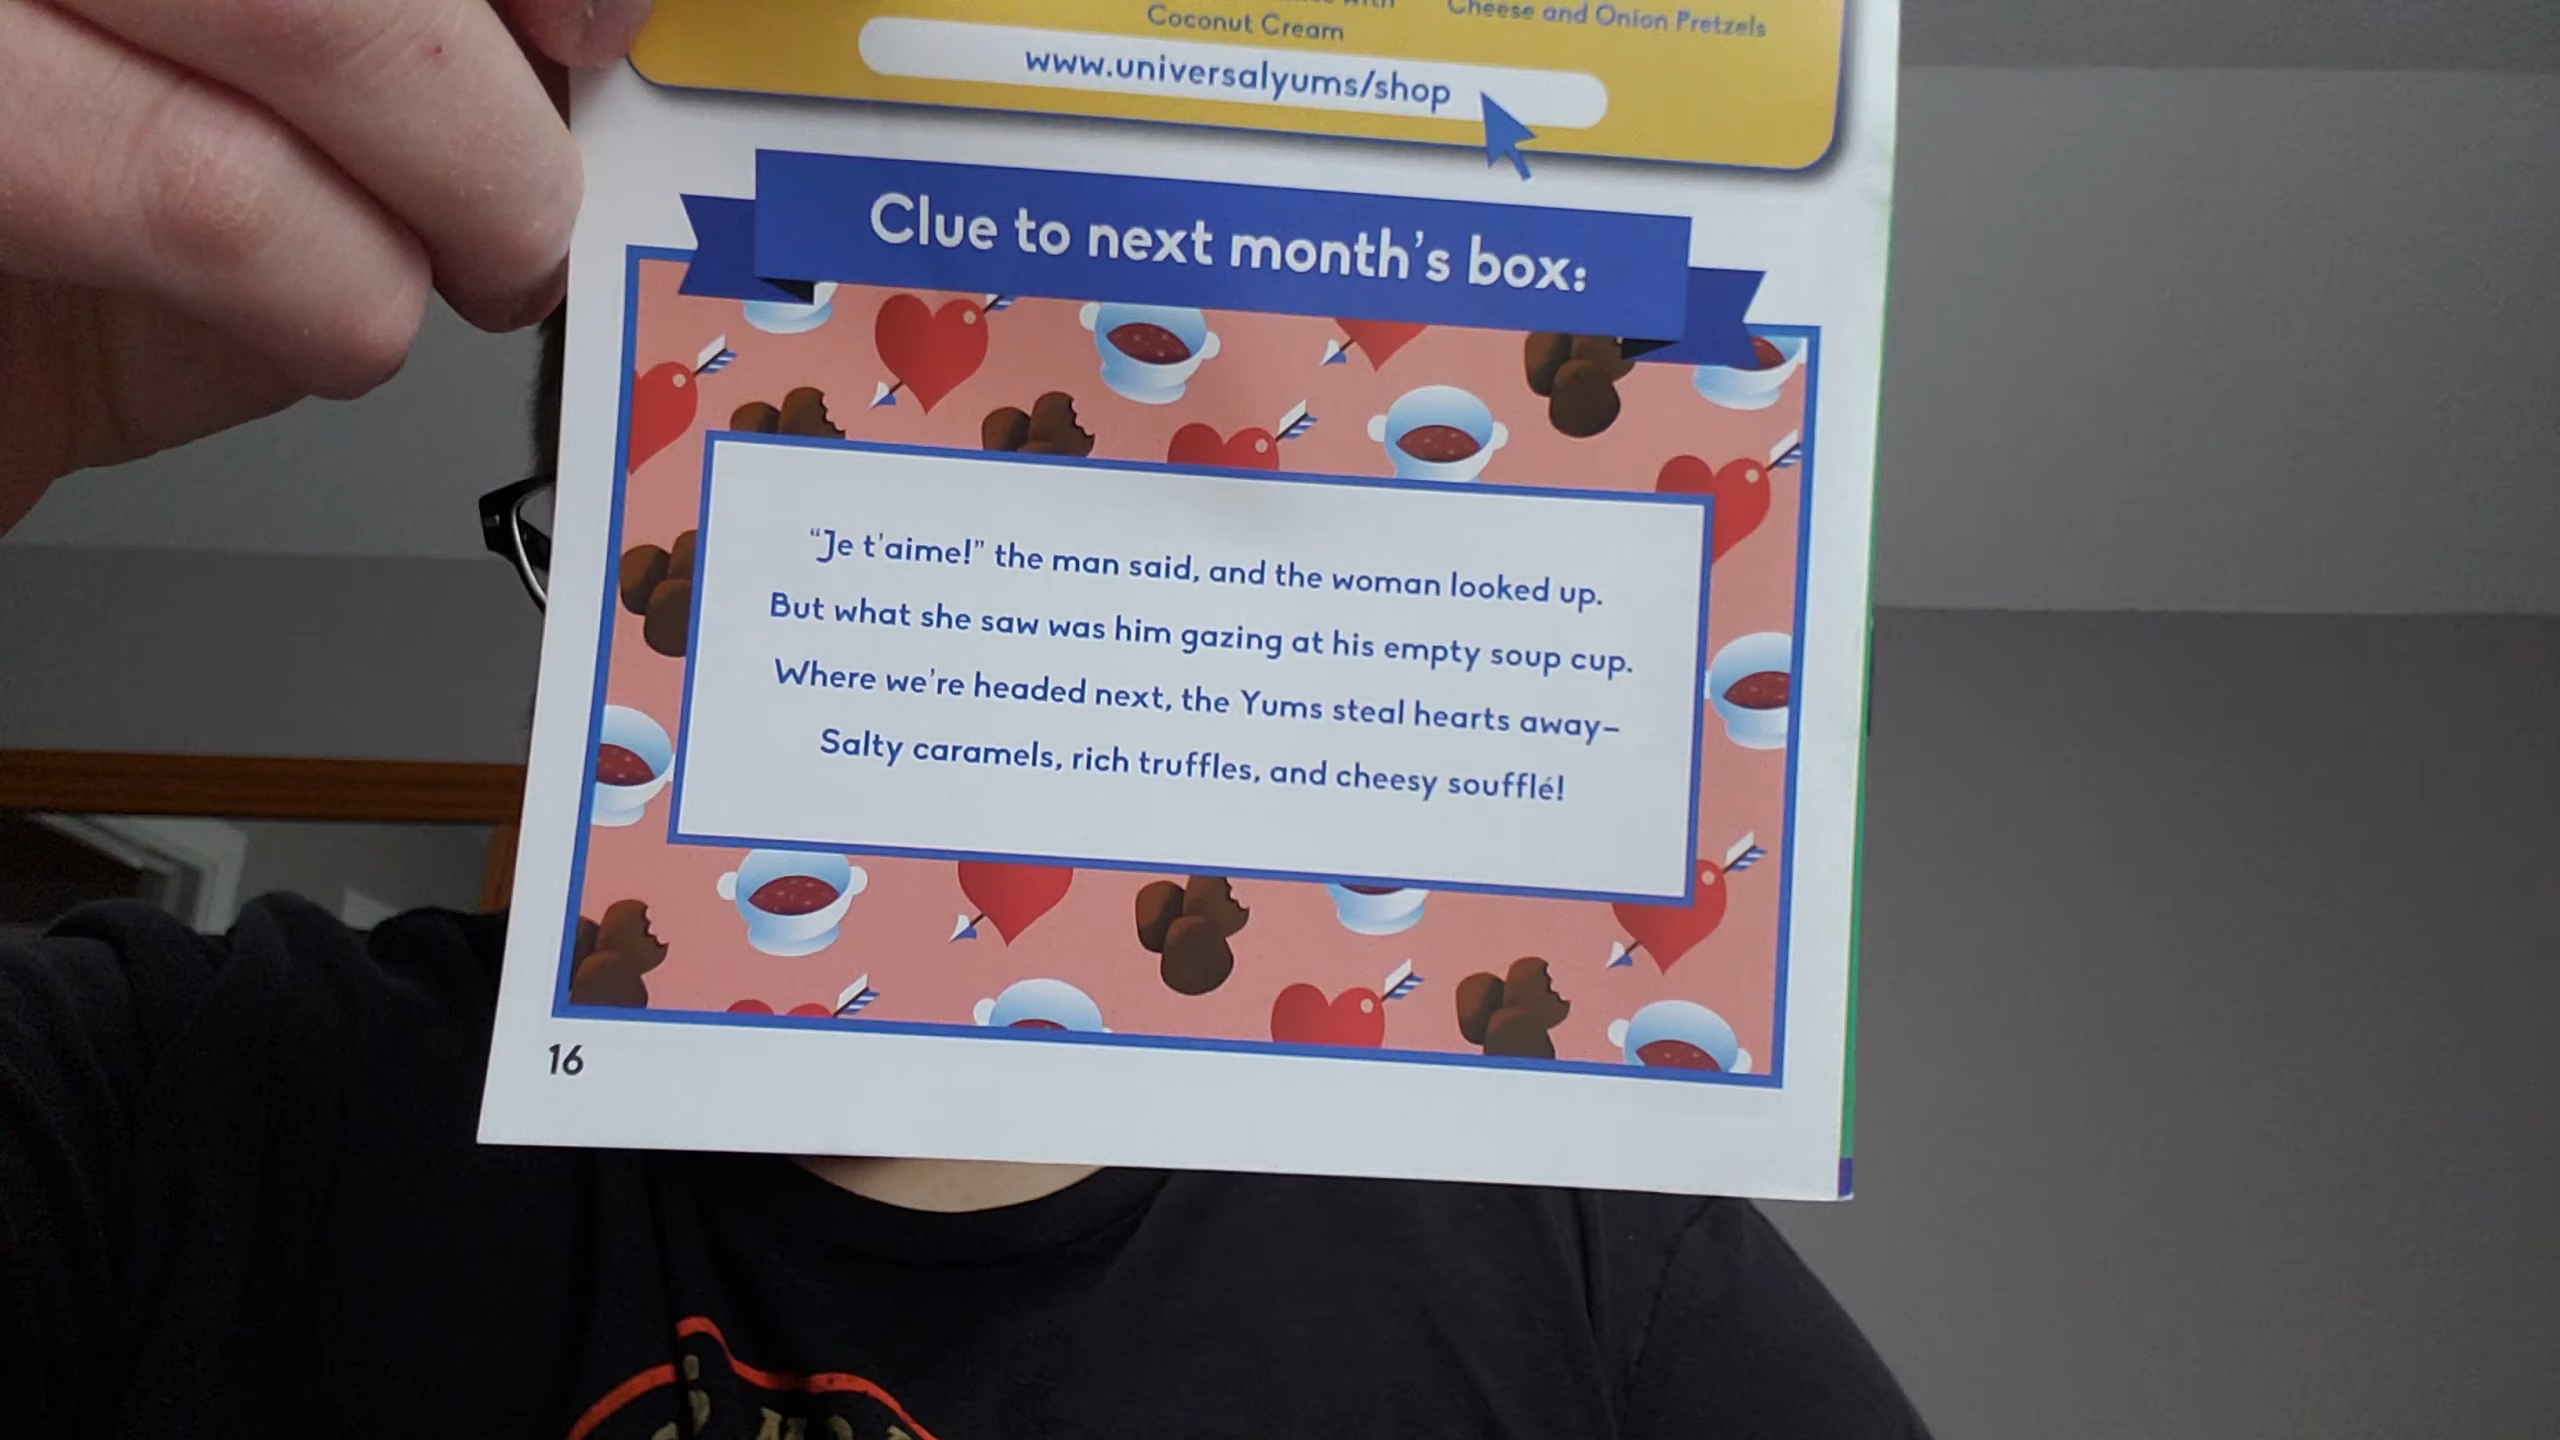 with
Coconut Cream
Cheese and Onion Pretzels
www.universalyums/shop
Clue to next month's box:
“Je t'aime!” the man said, and the woman looked up.
But what she saw was him gazing at his empty soup cup.
Where we're headed next, the Yums steal hearts away–
Salty caramels, rich truffles, and cheesy soufflé!
16